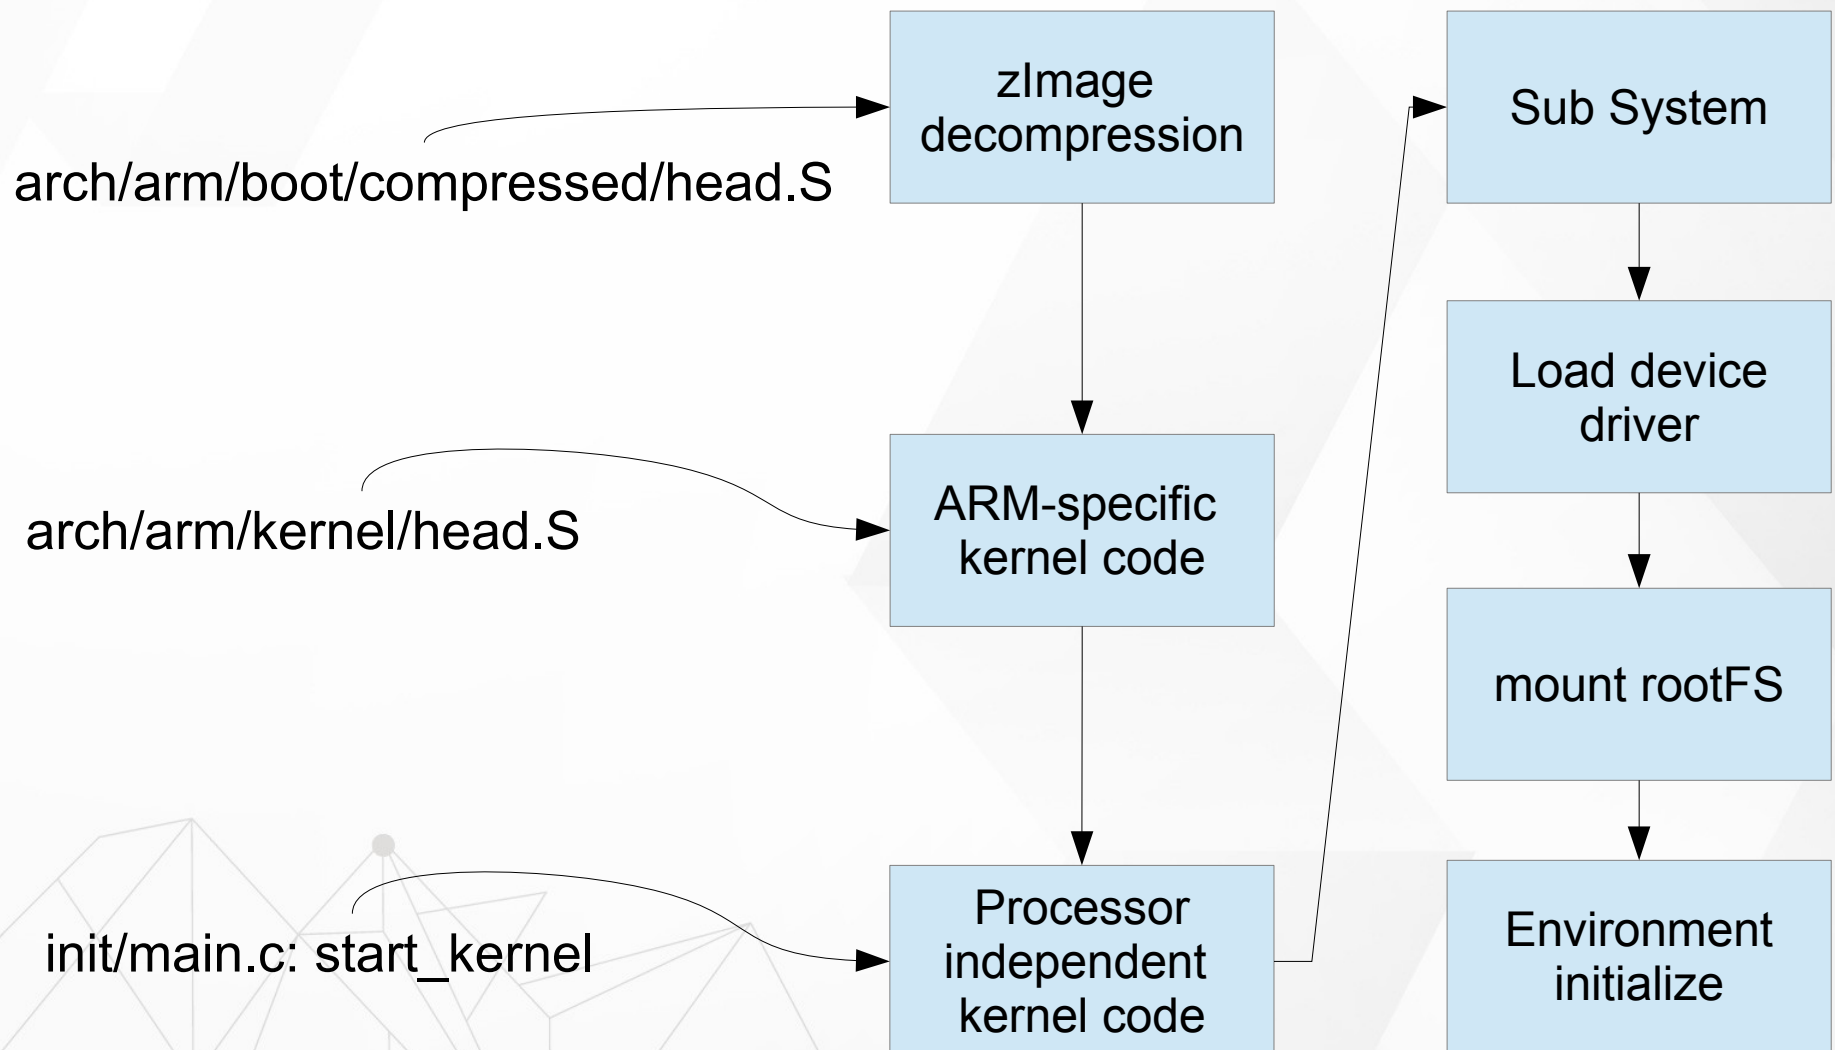 arch/arm/boot/compressed/head.S
zImage
decompression
arch/arm/kernel/head.S
ARM-specific
kernel code
init/main.c: start_kernel
Processor
independent
kernel code
Sub System
Load device
driver
mount rootFS
Environment
initialize